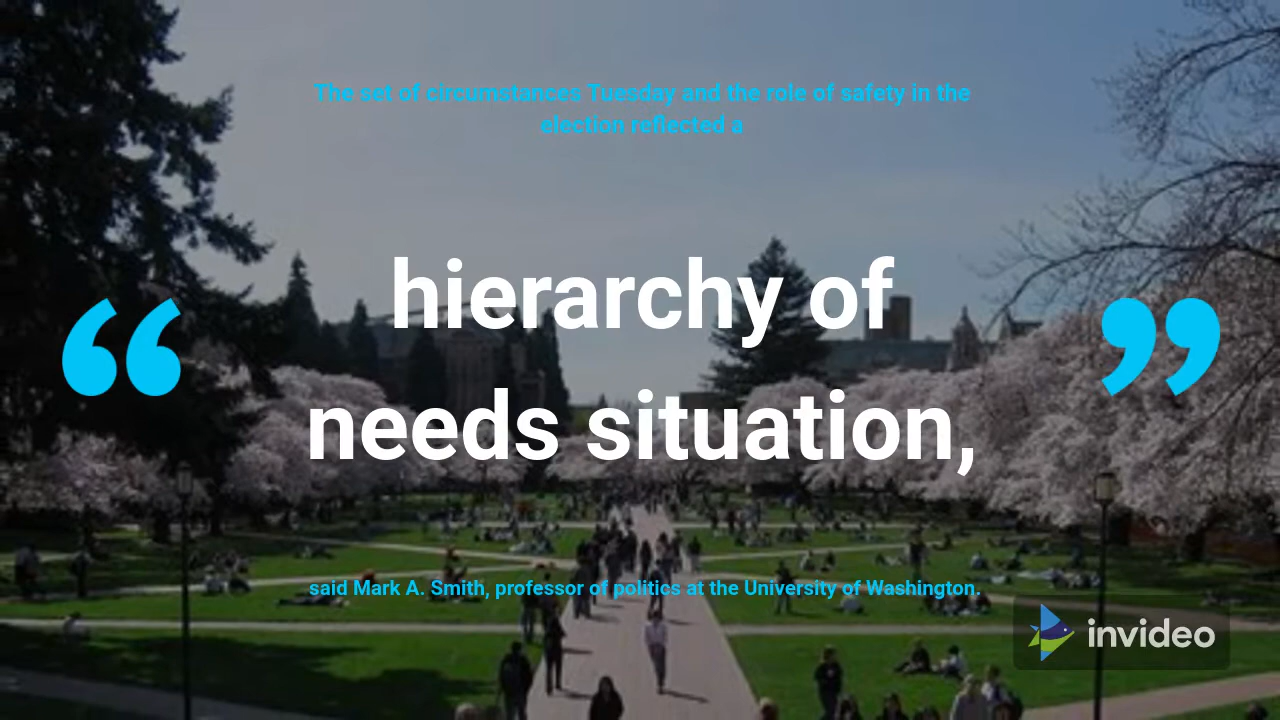 The set of circumstances Tuesday and the role of safety in the
election reflected a
“ ”
hierarchy of
needs situation,
said Mark A. Smith, professor of politics at the University of Washington.
invideo